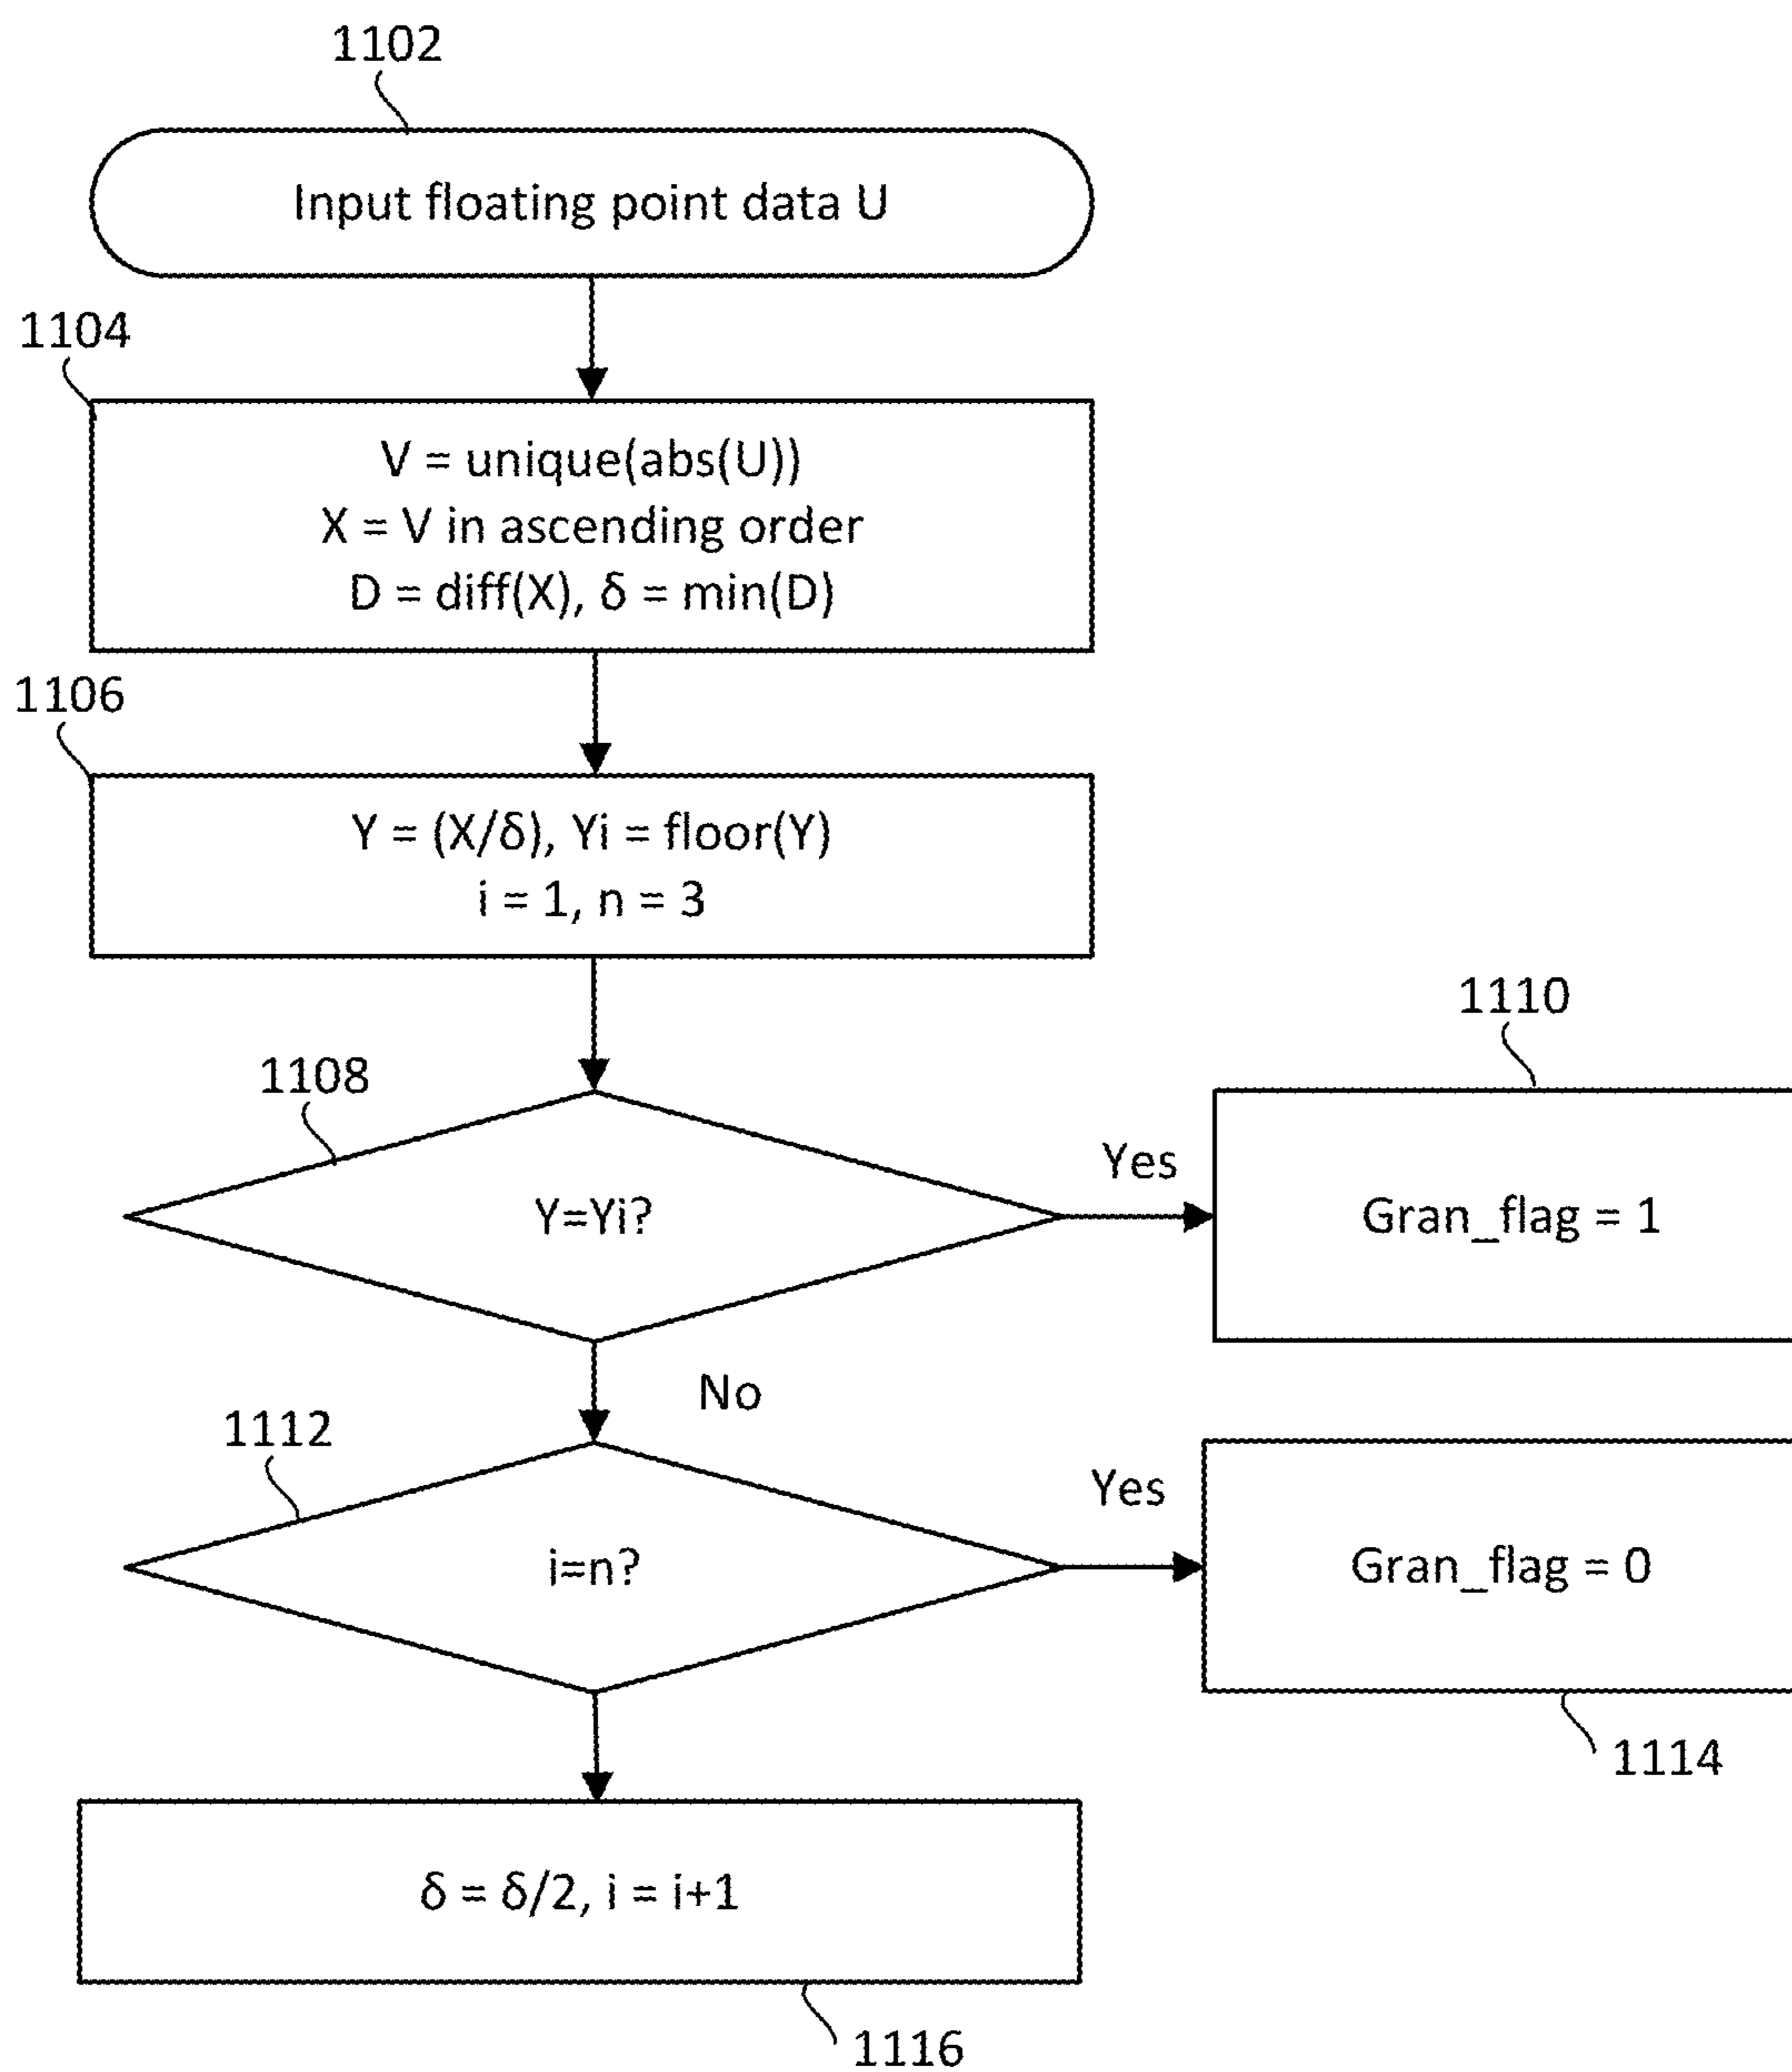 1102
Input floating point data U
1104
V = unique(abs(U))
X = V in ascending order
D = diff(X), δ = min(D)
1106
Y = (X/δ), Yi = floor(Y)
i = 1, n = 3
1108
Y=Yi?
Yes
1110
Gran_flag = 1
No
1112
i=n?
Yes
Gran_flag = 0
1114
δ = δ/2, i = i+1
1116